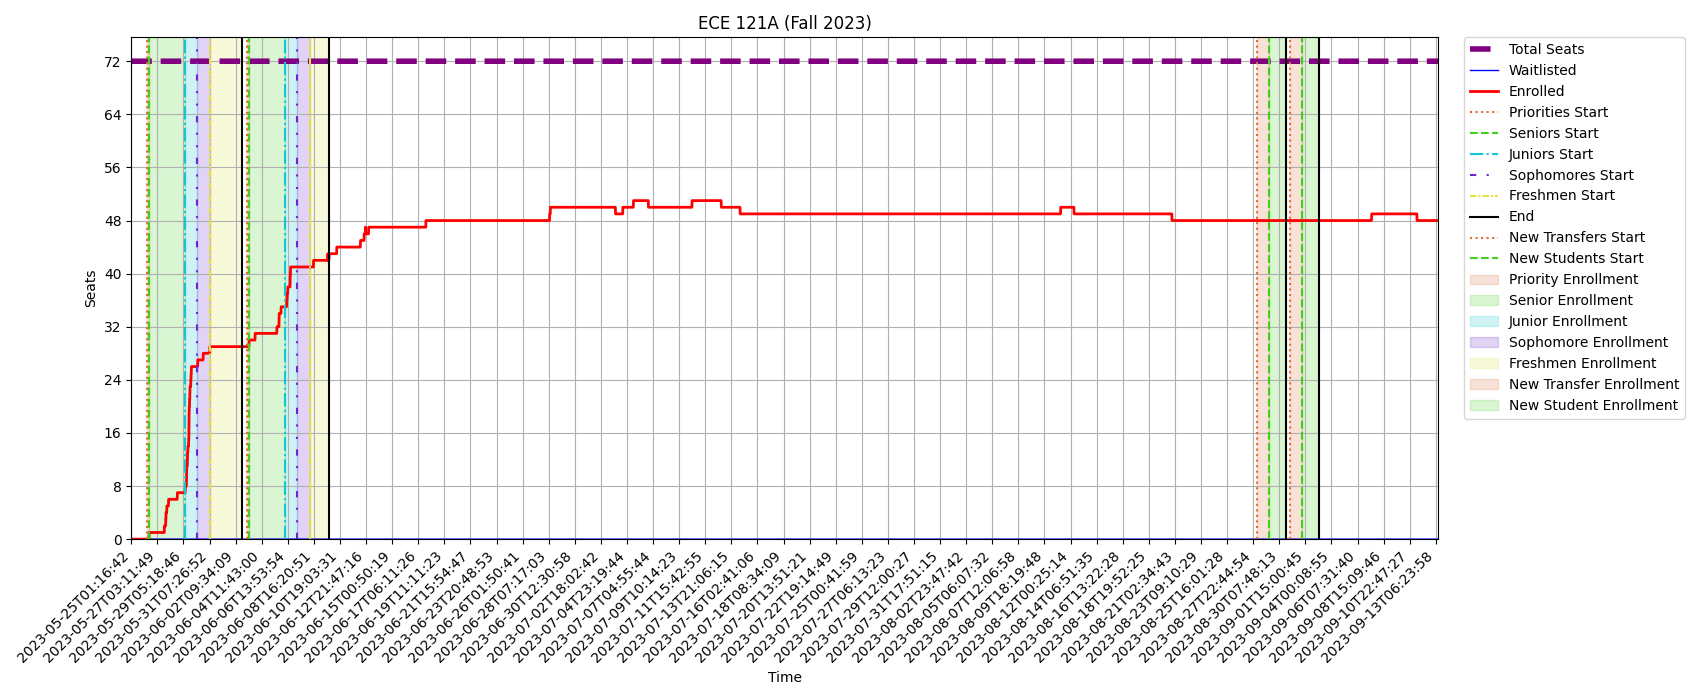 ECE 121A (Fall 2023)
Seats
72
64
56
48
40
32
24
16
8
0
2023-05-25T01:16:42
2023-05-27T03:11:49
2023-05-29T05:18:46
2023-05-31T07:26:52
2023-06-02T09:34:09
2023-06-04T11:43:00
2023-06-06T13:53:54
2023-06-08T16:20:51
2023-06-10T19:03:31
2023-06-12T21:47:16
2023-06-15T00:50:19
2023-06-17T06:11:26
2023-06-19T11:11:23
2023-06-21T15:54:47
2023-06-23T20:48:53
2023-06-26T01:50:41
2023-06-28T07:17:03
2023-06-30T12:30:58
2023-07-02T18:02:42
2023-07-04T23:19:44
2023-07-07T04:55:44
2023-07-09T10:14:23
2023-07-11T15:42:55
2023-07-13T21:06:15
2023-07-16T02:41:06
2023-07-18T08:34:09
2023-07-20T13:51:21
2023-07-22T19:14:49
2023-07-25T00:41:59
2023-07-27T06:13:23
2023-07-29T12:00:27
2023-07-31T17:51:15
2023-08-02T23:47:42
2023-08-05T06:07:32
2023-08-07T12:06:58
2023-08-09T18:19:48
2023-08-12T00:25:14
2023-08-14T06:51:35
2023-08-16T13:22:28
2023-08-18T19:52:25
2023-08-21T02:34:43
2023-08-23T09:10:29
2023-08-25T16:01:28
2023-08-27T22:44:54
2023-08-30T07:48:13
2023-09-01T15:00:45
2023-09-04T00:08:55
2023-09-06T07:31:40
2023-09-08T15:09:46
2023-09-10T22:47:27
2023-09-13T06:23:58
Time
Total Seats
Waitlisted
Enrolled
Priorities Start
Seniors Start
Juniors Start
Sophomores Start
Freshmen Start
End
New Transfers Start
New Students Start
Priority Enrollment
Senior Enrollment
Junior Enrollment
Sophomore Enrollment
Freshmen Enrollment
New Transfer Enrollment
New Student Enrollment